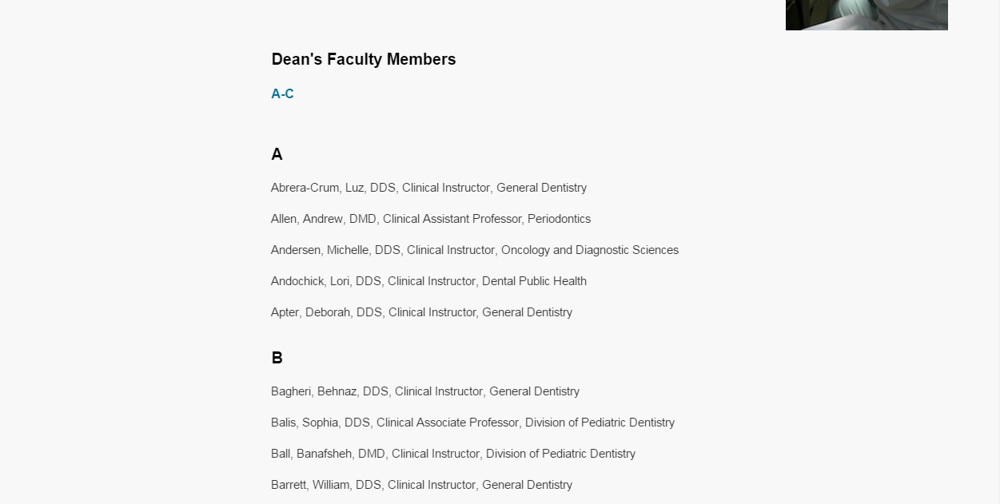 Dean's Faculty Members
A-C
A
Abrera-Crum, Luz, DDS, Clinical Instructor, General Dentistry
Allen, Andrew, DMD, Clinical Assistant Professor, Periodontics
Andersen, Michelle, DDS, Clinical Instructor, Oncology and Diagnostic Sciences
Andochick, Lori, DDS, Clinical Instructor, Dental Public Health
Apter, Deborah, DDS, Clinical Instructor, General Dentistry
B
Bagheri, Behnaz, DDS, Clinical Instructor, General Dentistry
Balis, Sophia, DDS, Clinical Associate Professor, Division of Pediatric Dentistry
Ball, Banafsheh, DMD, Clinical Instructor, Division of Pediatric Dentistry
Barrett, William, DDS, Clinical Instructor, General Dentistry